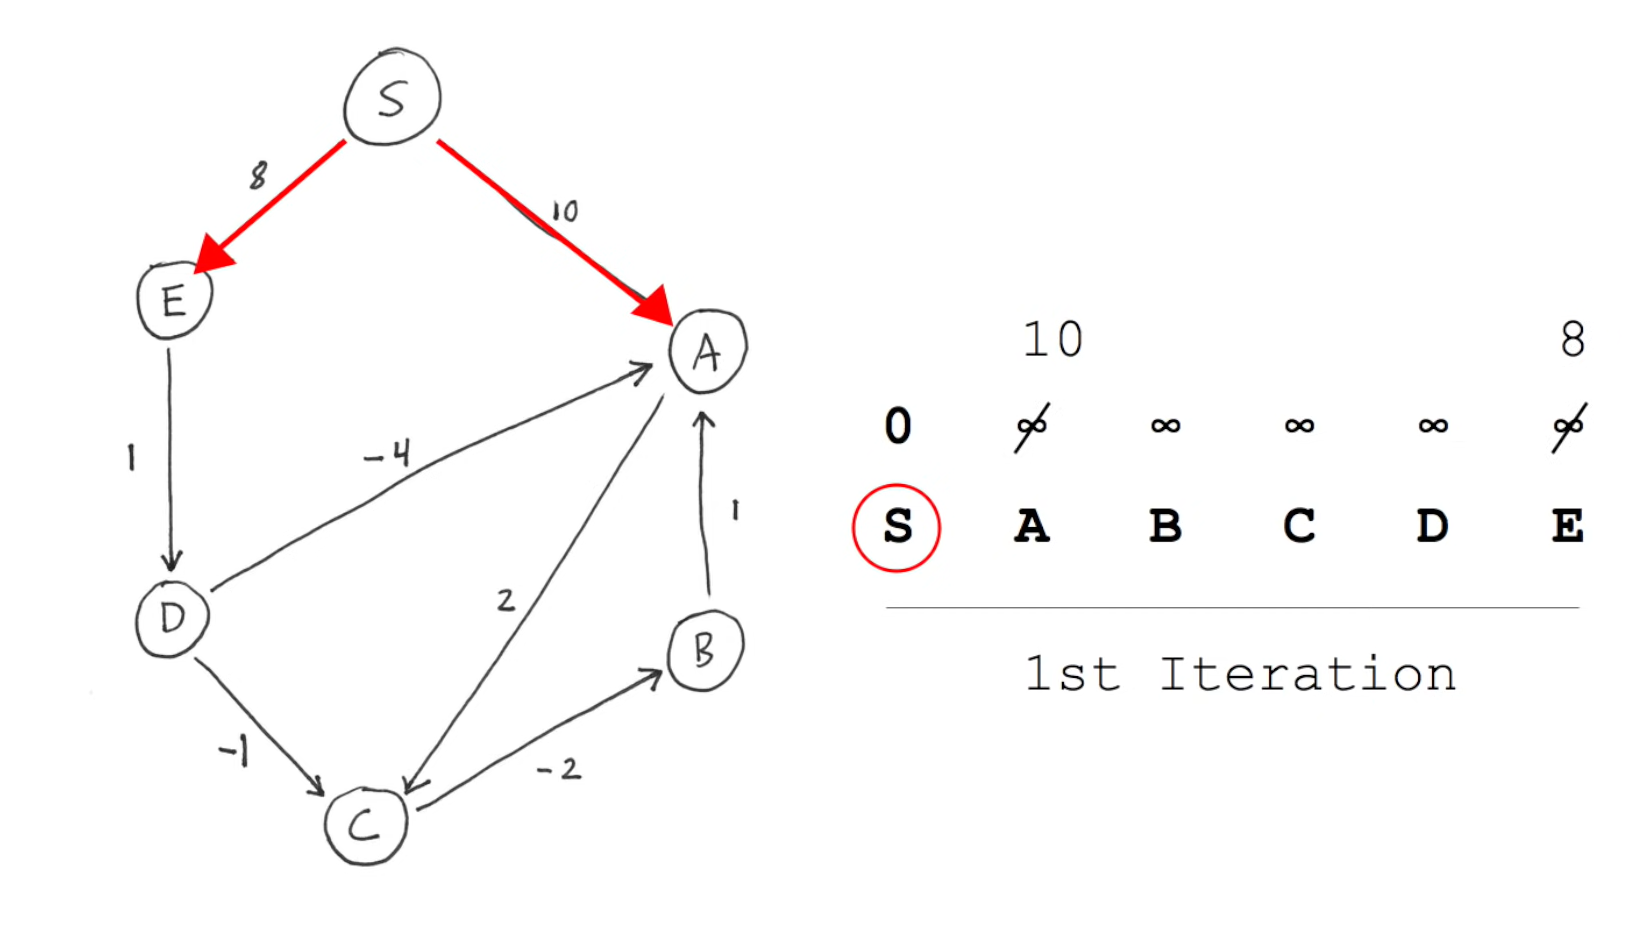 S
8
10
E
A
1
-4
2
1
D
B
-1
-2
C
10 8
0 ∞ ∞ ∞ ∞ ∞
S A B C D E
1st Iteration